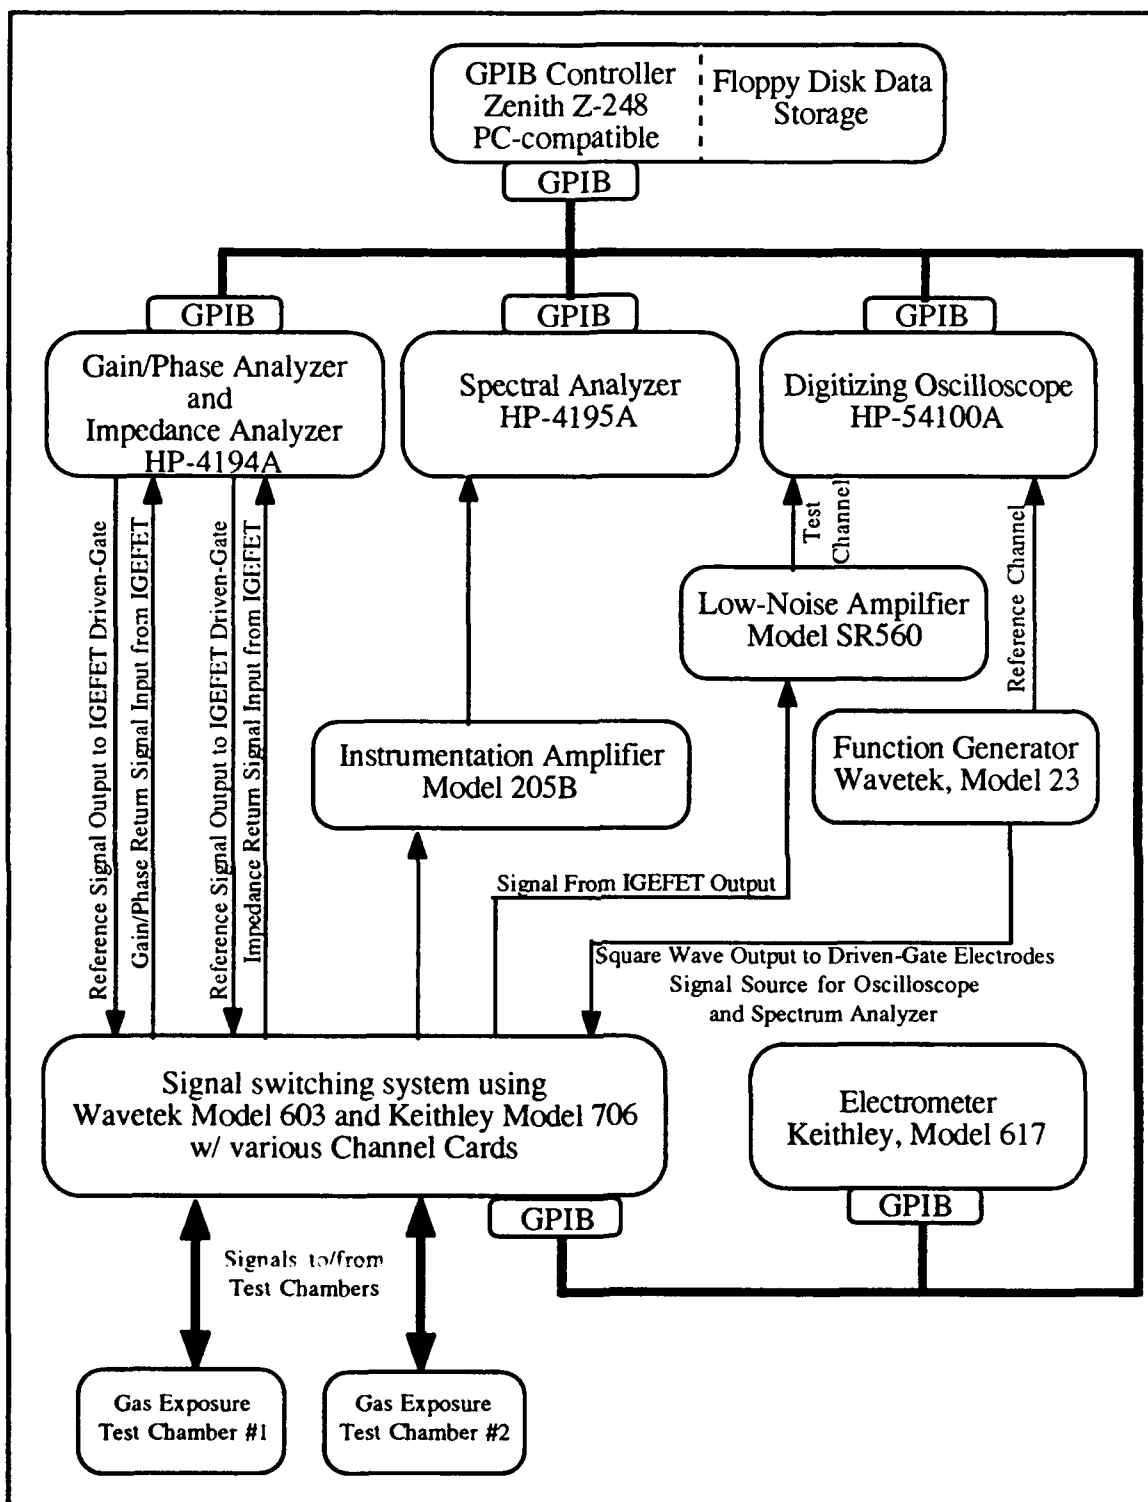 GPIB Controller
Zenith Z-248
PC-compatible
Floppy Disk Data
Storage
GPIB
GPIB
GPIB
GPIB
Gain/Phase Analyzer
and
Impedance Analyzer
HP-4194A
Spectral Analyzer
HP-4195A
Digitizing Oscilloscope
HP-54100A
Reference Signal Output to IGEFET Driven-Gate
Gain/Phase Return Signal Input from IGEFET
Reference Signal Output to IGEFET Driven-Gate
Impedance Return Signal Input from IGEFET
Test
Channel
Reference Channel
Low-Noise Ampilfier
Model SR560
Instrumentation Amplifier
Model 205B
Function Generator
Wavetek, Model 23
Signal From IGEFET Output
Square Wave Output to Driven-Gate Electrodes
Signal Source for Oscilloscope
and Spectrum Analyzer
Signal switching system using
Wavetek Model 603 and Keithley Model 706
w/ various Channel Cards
Electrometer
Keithley, Model 617
GPIB
GPIB
Signals to/from
Test Chambers
Gas Exposure
Test Chamber #1
Gas Exposure
Test Chamber #2